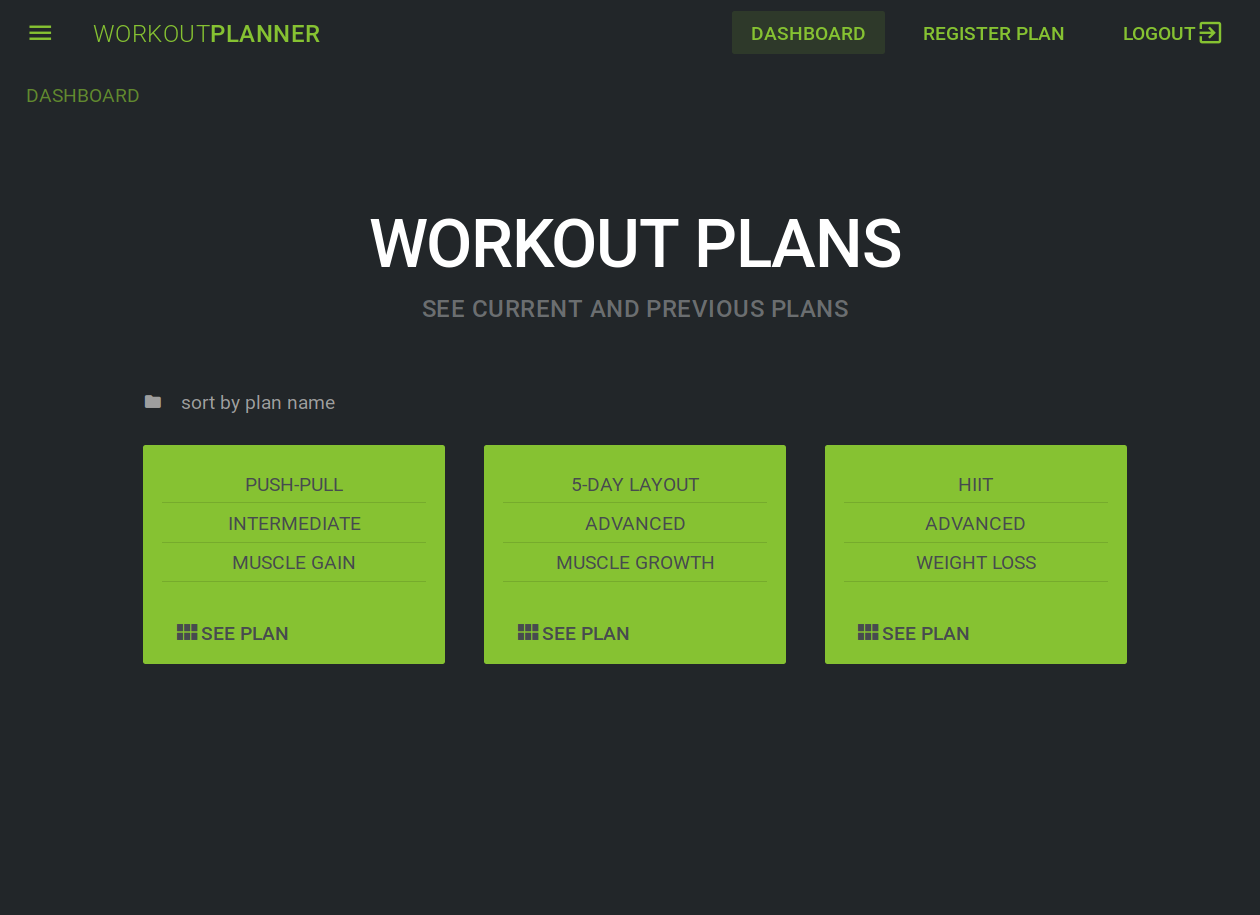 WORKOUTPLANNER
DASHBOARD
REGISTER PLAN
LOGOUT
DASHBOARD
WORKOUT PLANS
SEE CURRENT AND PREVIOUS PLANS
sort by plan name
PUSH-PULL
INTERMEDIATE
MUSCLE GAIN
SEE PLAN
5-DAY LAYOUT
ADVANCED
MUSCLE GROWTH
SEE PLAN
HIIT
ADVANCED
WEIGHT LOSS
SEE PLAN